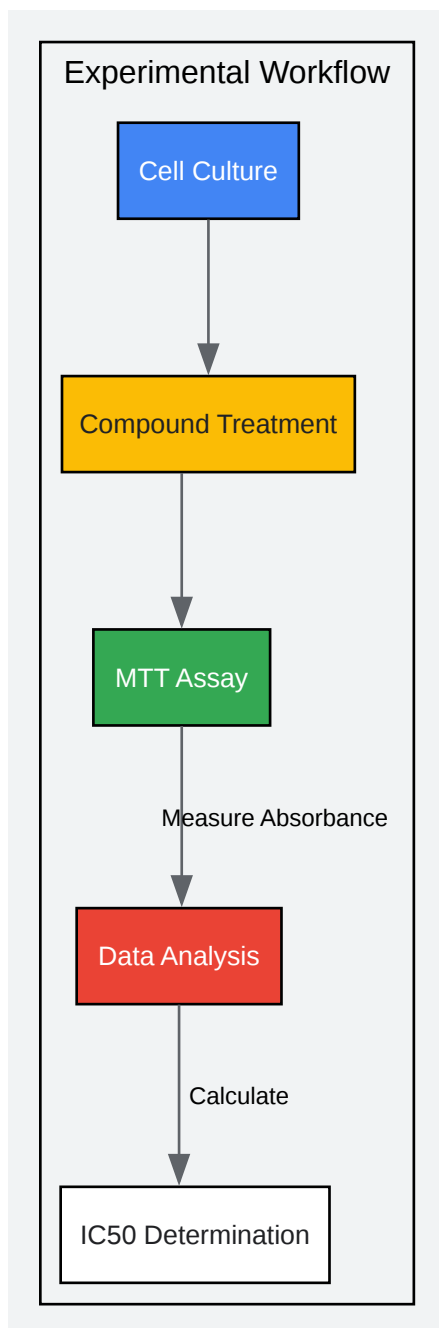 Experimental Workflow
Cell Culture
Compound Treatment
MTT Assay
Measure Absorbance
Data Analysis
Calculate
IC50 Determination